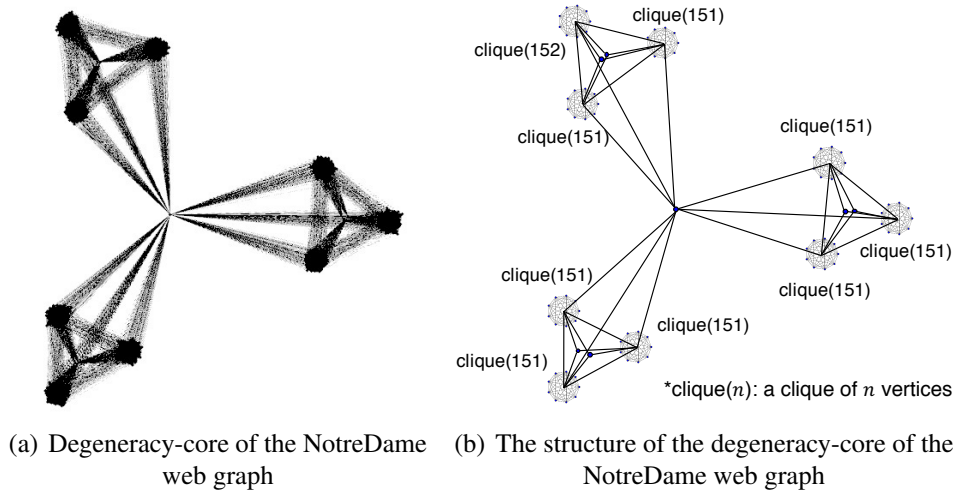 clique(151)
clique(152)
clique(151)
clique(151)
clique(151)
clique(151)
clique(151)
clique(151)
clique(151)
*clique(n): a clique of n vertices
(a) Degeneracy-core of the NotreDame
web graph
(b) The structure of the degeneracy-core of the
NotreDame web graph